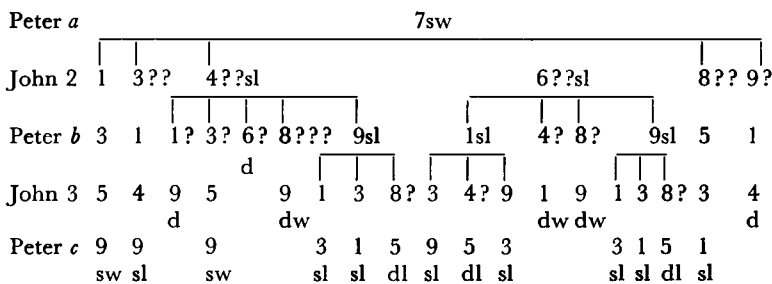 Peter a 7sw
John 2 1 3?? 4??sl 6??sl 8?? 9?
Peter b 3 1 1? 3? 6? 8??? 9sl 1sl 4? 8? 9sl 5 1
d
John 3 5 4 9 5 9 1 3 8? 3 4? 9 1 9 1 3 8? 3 4
d dw dw dw d
Peter c 9 9 9 3 1 5 9 5 3 3 1 5 1
sw sl sw sl sl dl sl dl sl sl sl dl sl